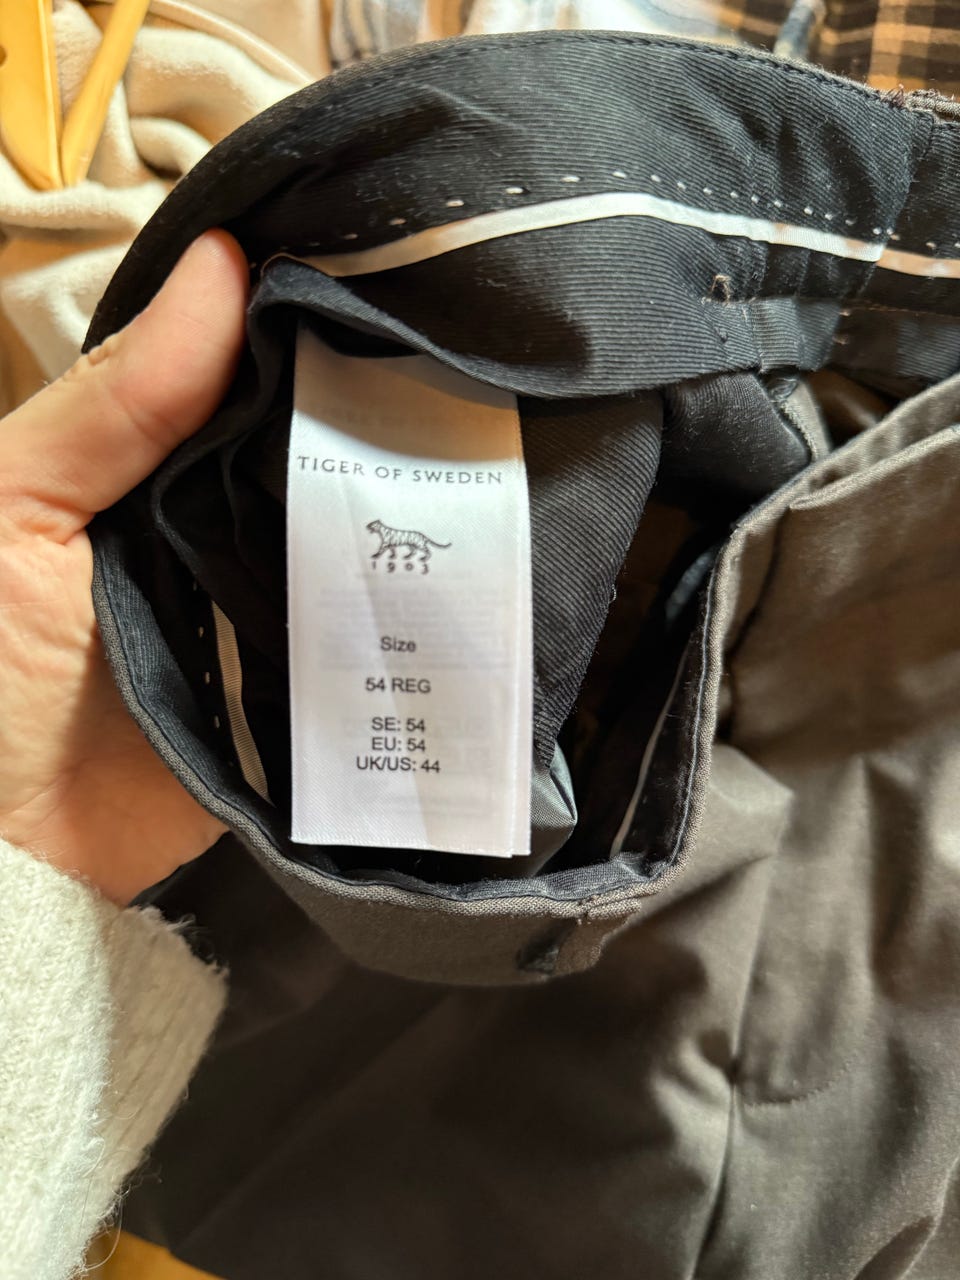 TIGER OF SWEDEN
1903
Size
54 REG
SE: 54
EU: 54
UK/US: 44